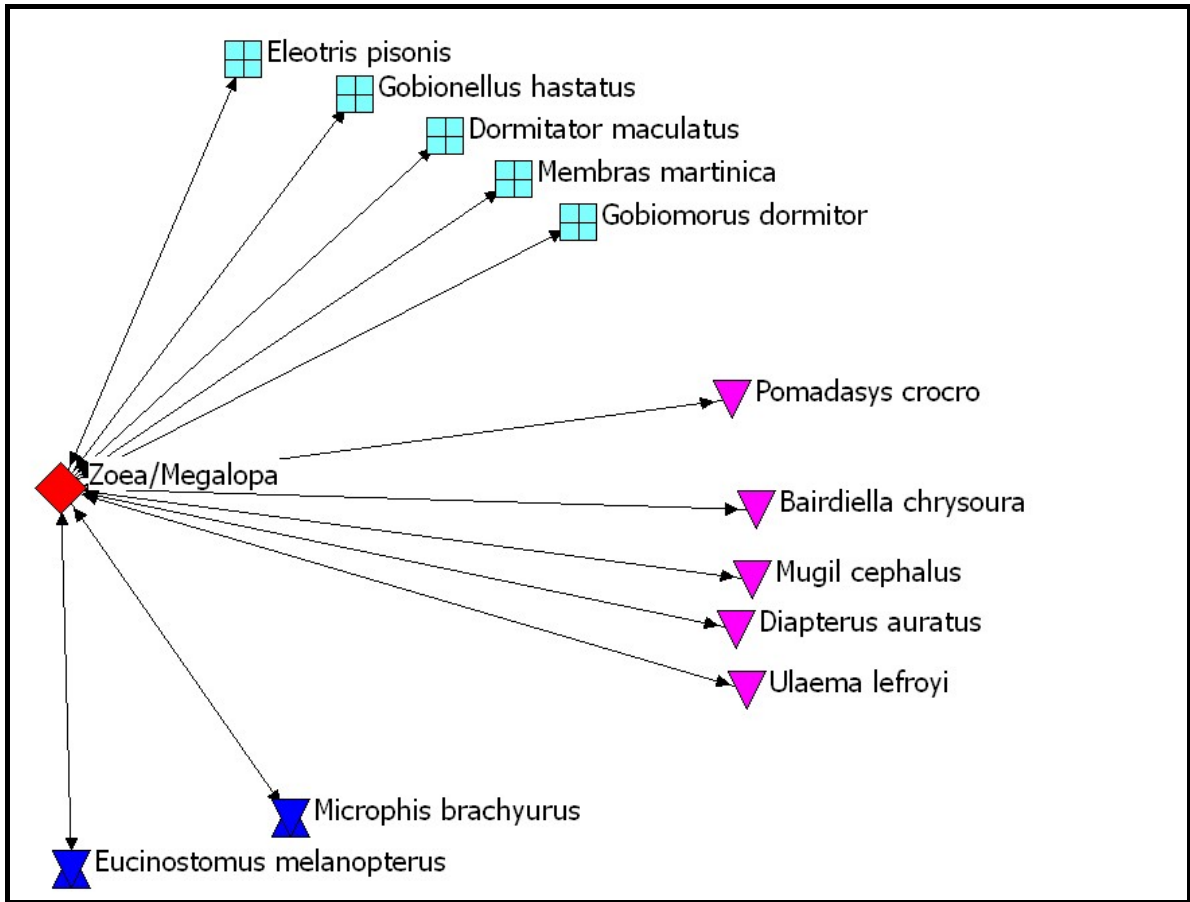 Eleotris pisonis
Gobionellus hastatus
Dormitator maculatus
Membras martinica
Gobiomorus dormitor
Pomadasys crocro
Zoea/Megalopa
Bairdiella chrysoura
Mugil cephalus
Diapterus auratus
Ulaema lefroyi
Microphis brachyurus
Eucinostomus melanopterus